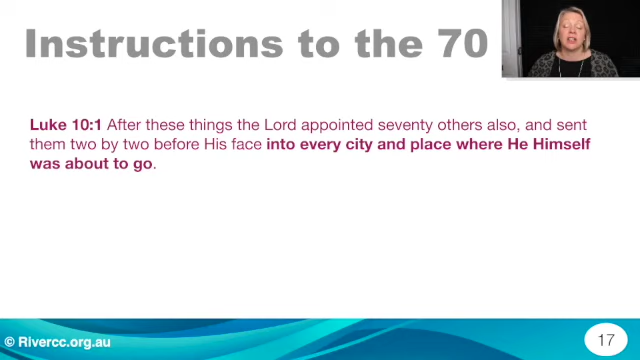 Instructions to the 70
Luke 10:1 After these things the Lord appointed seventy others also, and sent
them two by two before His face into every city and place where He Himself
was about to go.
© Rivercc.org.au
17